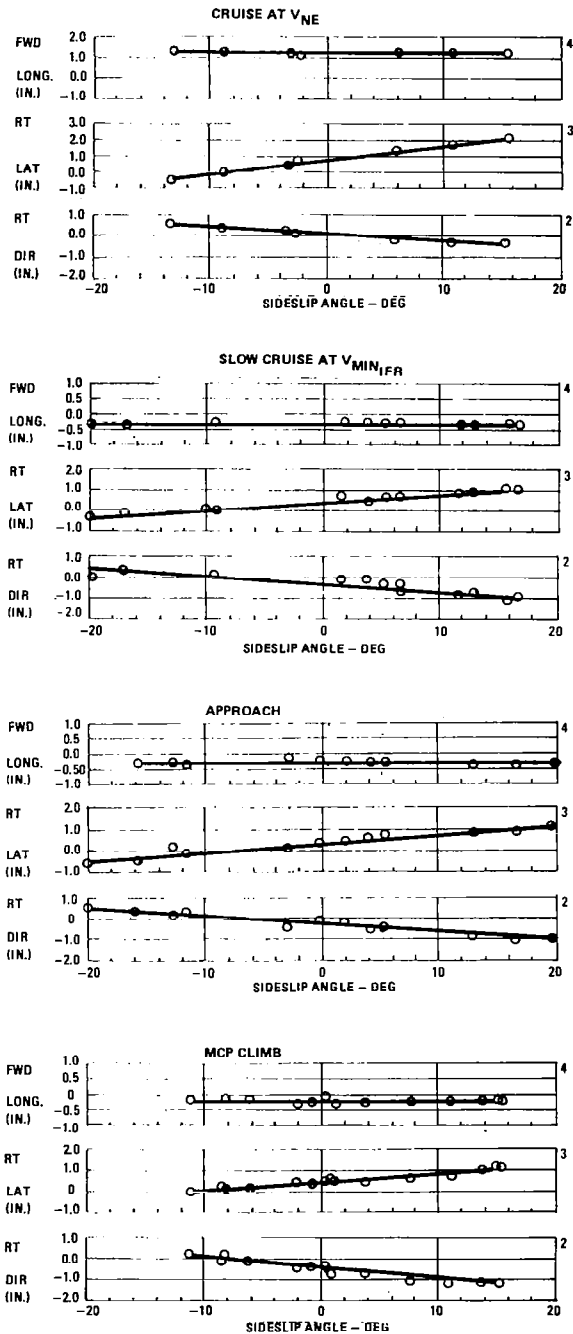 CRUISE AT VNE
FWD 2.0 4
1.0
LONG. 0.0
(IN.) −1.0
RT 3.0 3
2.0
1.0
LAT 0.0
(IN.) −1.0
RT 1.0 2
0.0
DIR −1.0
(IN.) −2.0
−20 −10 0 10 20
SIDESLIP ANGLE – DEG
SLOW CRUISE AT VMINIFR
FWD 1.0 4
0.5
LONG. 0.0
(IN.) −0.5
−1.0
RT 2.0 3
1.0
LAT 0.0
(IN.) −1.0
RT 1.0 2
0.0
DIR −1.0
(IN.) −2.0
−20 −10 0 10 20
SIDESLIP ANGLE – DEG
APPROACH
FWD 1.0 4
0.5
LONG. 0.0
(IN.) −0.50
−1.0
RT 2.0 3
1.0
LAT 0.0
(IN.) −1.0
RT 1.0 2
0
DIR −1.0
(IN.) −2.0
−20 −10 0 10 20
SIDESLIP ANGLE – DEG
MCP CLIMB
FWD 1.0 4
0.5
LONG. 0
(IN.) −0.5
−1.0
RT 2.0 3
1.0
LAT 0
(IN.) −1.0
RT 1.0 2
0.0
DIR −1.0
(IN.) −2.0
−20 −10 0 10 20
SIDESLIP ANGLE – DEG